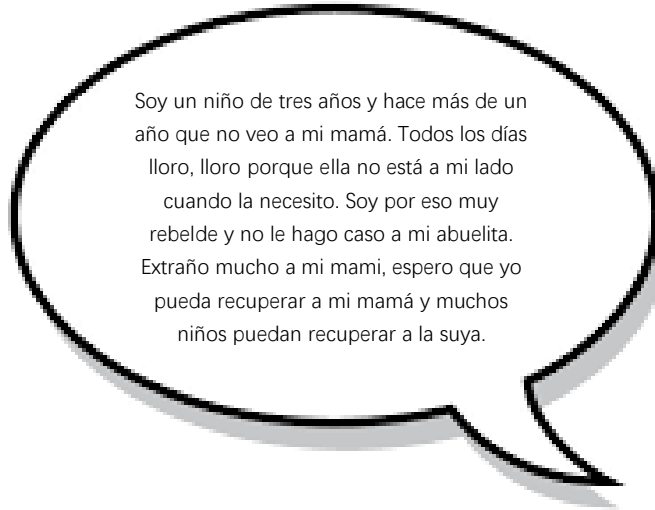 Soy un niño de tres años y hace más de un
año que no veo a mi mamá. Todos los días
lloro, lloro porque ella no está a mi lado
cuando la necesito. Soy por eso muy
rebelde y no le hago caso a mi abuelita.
Extraño mucho a mi mami, espero que yo
pueda recuperar a mi mamá y muchos
niños puedan recuperar a la suya.